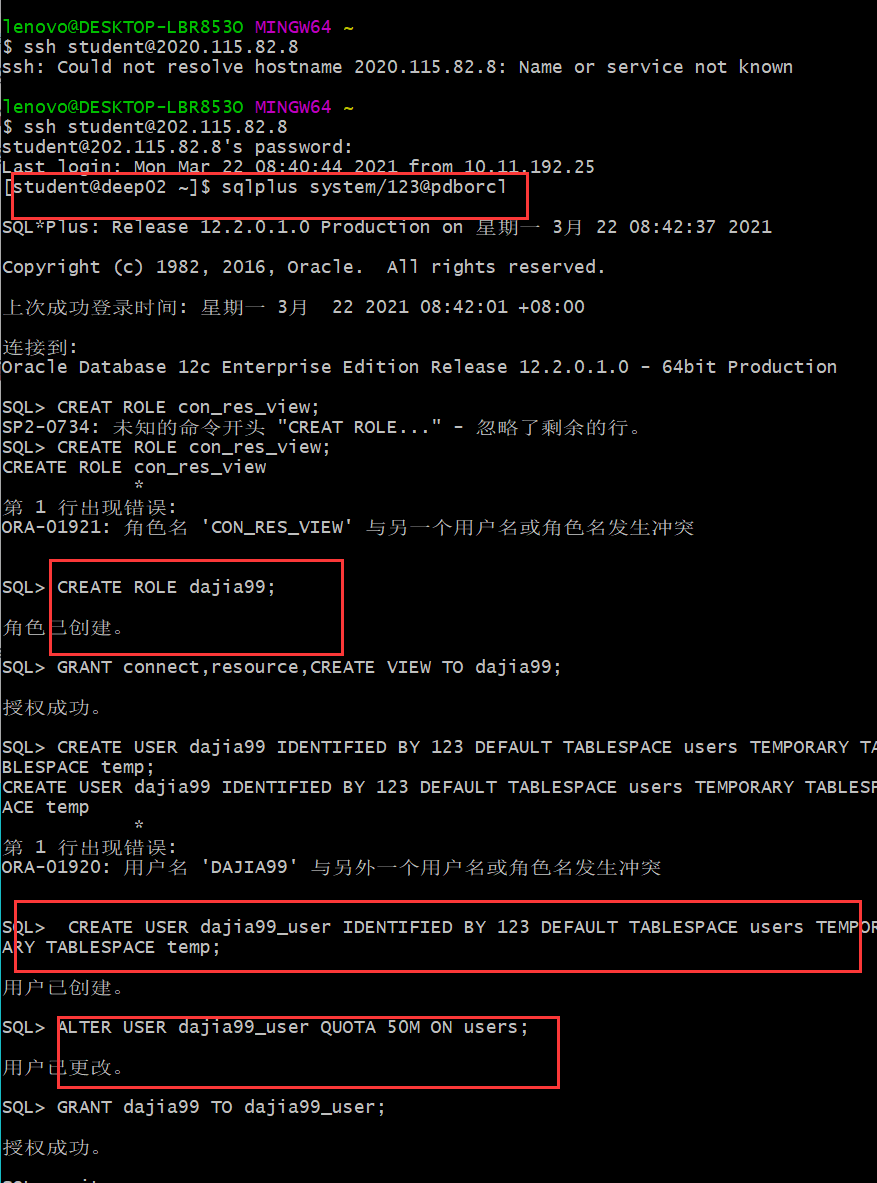 lenovo@DESKTOP-LBR853O MINGW64 ~
$ ssh student@2020.115.82.8
ssh: Could not resolve hostname 2020.115.82.8: Name or service not known
lenovo@DESKTOP-LBR853O MINGW64 ~
$ ssh student@202.115.82.8
student@202.115.82.8's password:
Last login: Mon Mar 22 08:40:44 2021 from 10.11.192.25
[student@deep02 ~]$ sqlplus system/123@pdborcl
SQL*Plus: Release 12.2.0.1.0 Production on 星期一 3月 22 08:42:37 2021
Copyright (c) 1982, 2016, Oracle.  All rights reserved.
上次成功登录时间: 星期一 3月  22 2021 08:42:01 +08:00
连接到:
Oracle Database 12c Enterprise Edition Release 12.2.0.1.0 - 64bit Production
SQL> CREAT ROLE con_res_view;
SP2-0734: 未知的命令开头 "CREAT ROLE..." - 忽略了剩余的行。
SQL> CREATE ROLE con_res_view;
CREATE ROLE con_res_view
*
第 1 行出现错误:
ORA-01921: 角色名 'CON_RES_VIEW' 与另一个用户名或角色名发生冲突
SQL> CREATE ROLE dajia99;
角色已创建。
SQL> GRANT connect,resource,CREATE VIEW TO dajia99;
授权成功。
SQL> CREATE USER dajia99 IDENTIFIED BY 123 DEFAULT TABLESPACE users TEMPORARY TA
BLESPACE temp;
CREATE USER dajia99 IDENTIFIED BY 123 DEFAULT TABLESPACE users TEMPORARY TABLESP
ACE temp
*
第 1 行出现错误:
ORA-01920: 用户名 'DAJIA99' 与另外一个用户名或角色名发生冲突
SQL>  CREATE USER dajia99_user IDENTIFIED BY 123 DEFAULT TABLESPACE users TEMPOR
ARY TABLESPACE temp;
用户已创建。
SQL> ALTER USER dajia99_user QUOTA 50M ON users;
用户已更改。
SQL> GRANT dajia99 TO dajia99_user;
授权成功。